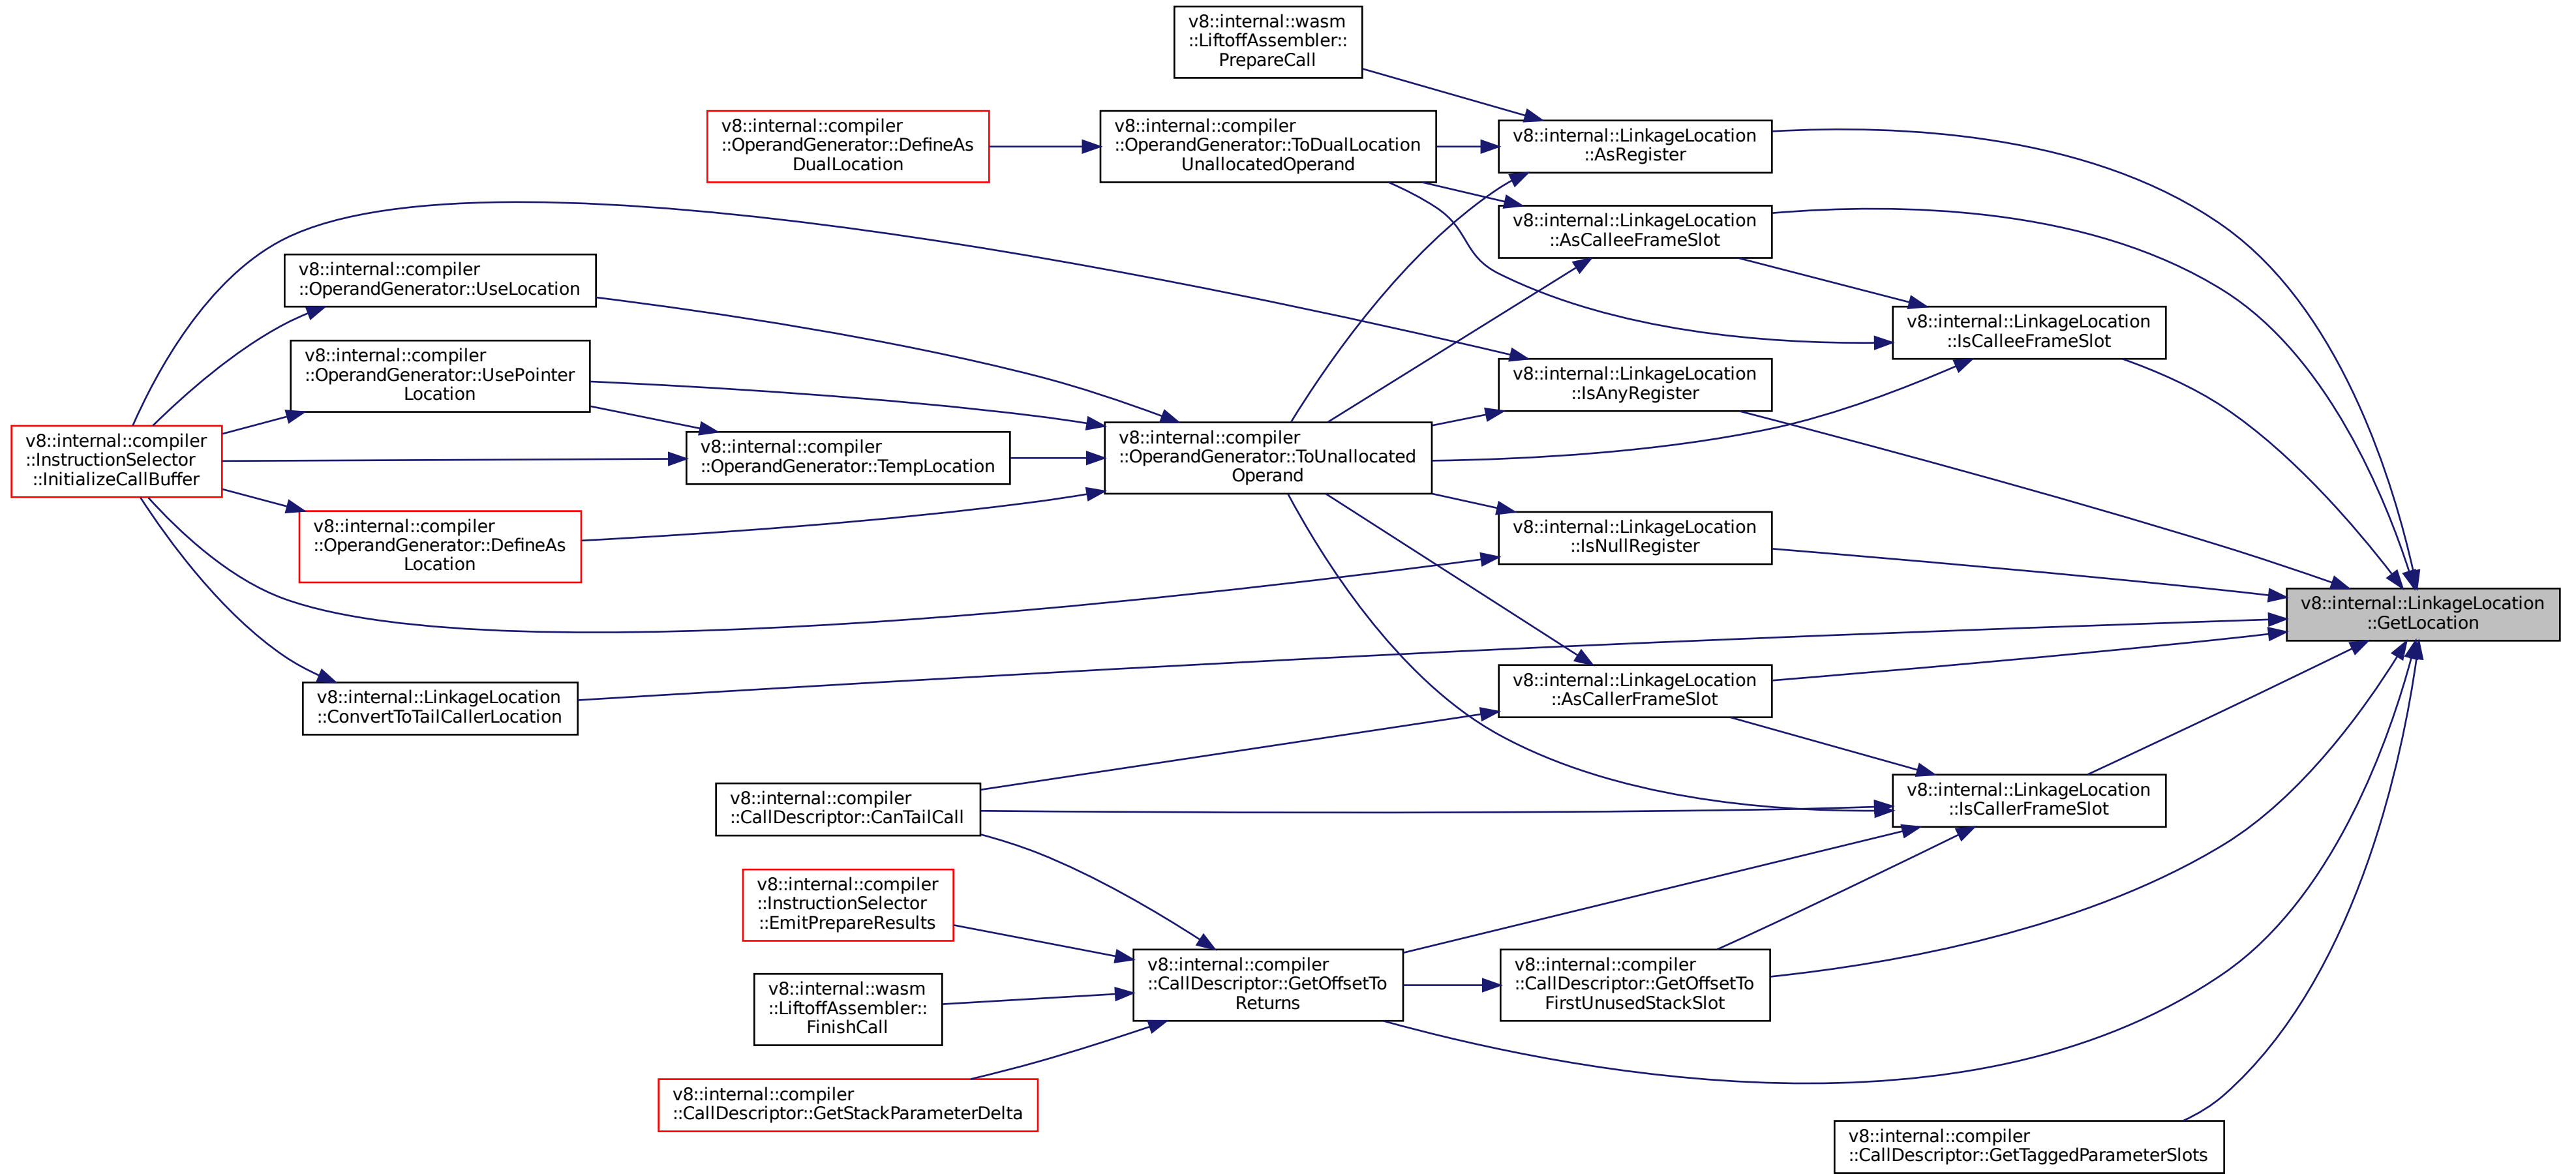 v8::internal::wasm
::LiftoffAssembler::
PrepareCall
v8::internal::compiler
::OperandGenerator::DefineAs
DualLocation
v8::internal::compiler
::OperandGenerator::ToDualLocation
UnallocatedOperand
v8::internal::LinkageLocation
::AsRegister
v8::internal::LinkageLocation
::AsCalleeFrameSlot
v8::internal::compiler
::OperandGenerator::UseLocation
v8::internal::LinkageLocation
::IsCalleeFrameSlot
v8::internal::compiler
::OperandGenerator::UsePointer
Location
v8::internal::LinkageLocation
::IsAnyRegister
v8::internal::compiler
::InstructionSelector
::InitializeCallBuffer
v8::internal::compiler
::OperandGenerator::TempLocation
v8::internal::compiler
::OperandGenerator::ToUnallocated
Operand
v8::internal::compiler
::OperandGenerator::DefineAs
Location
v8::internal::LinkageLocation
::IsNullRegister
v8::internal::LinkageLocation
::GetLocation
v8::internal::LinkageLocation
::ConvertToTailCallerLocation
v8::internal::LinkageLocation
::AsCallerFrameSlot
v8::internal::compiler
::CallDescriptor::CanTailCall
v8::internal::LinkageLocation
::IsCallerFrameSlot
v8::internal::compiler
::InstructionSelector
::EmitPrepareResults
v8::internal::wasm
::LiftoffAssembler::
FinishCall
v8::internal::compiler
::CallDescriptor::GetOffsetTo
Returns
v8::internal::compiler
::CallDescriptor::GetOffsetTo
FirstUnusedStackSlot
v8::internal::compiler
::CallDescriptor::GetStackParameterDelta
v8::internal::compiler
::CallDescriptor::GetTaggedParameterSlots